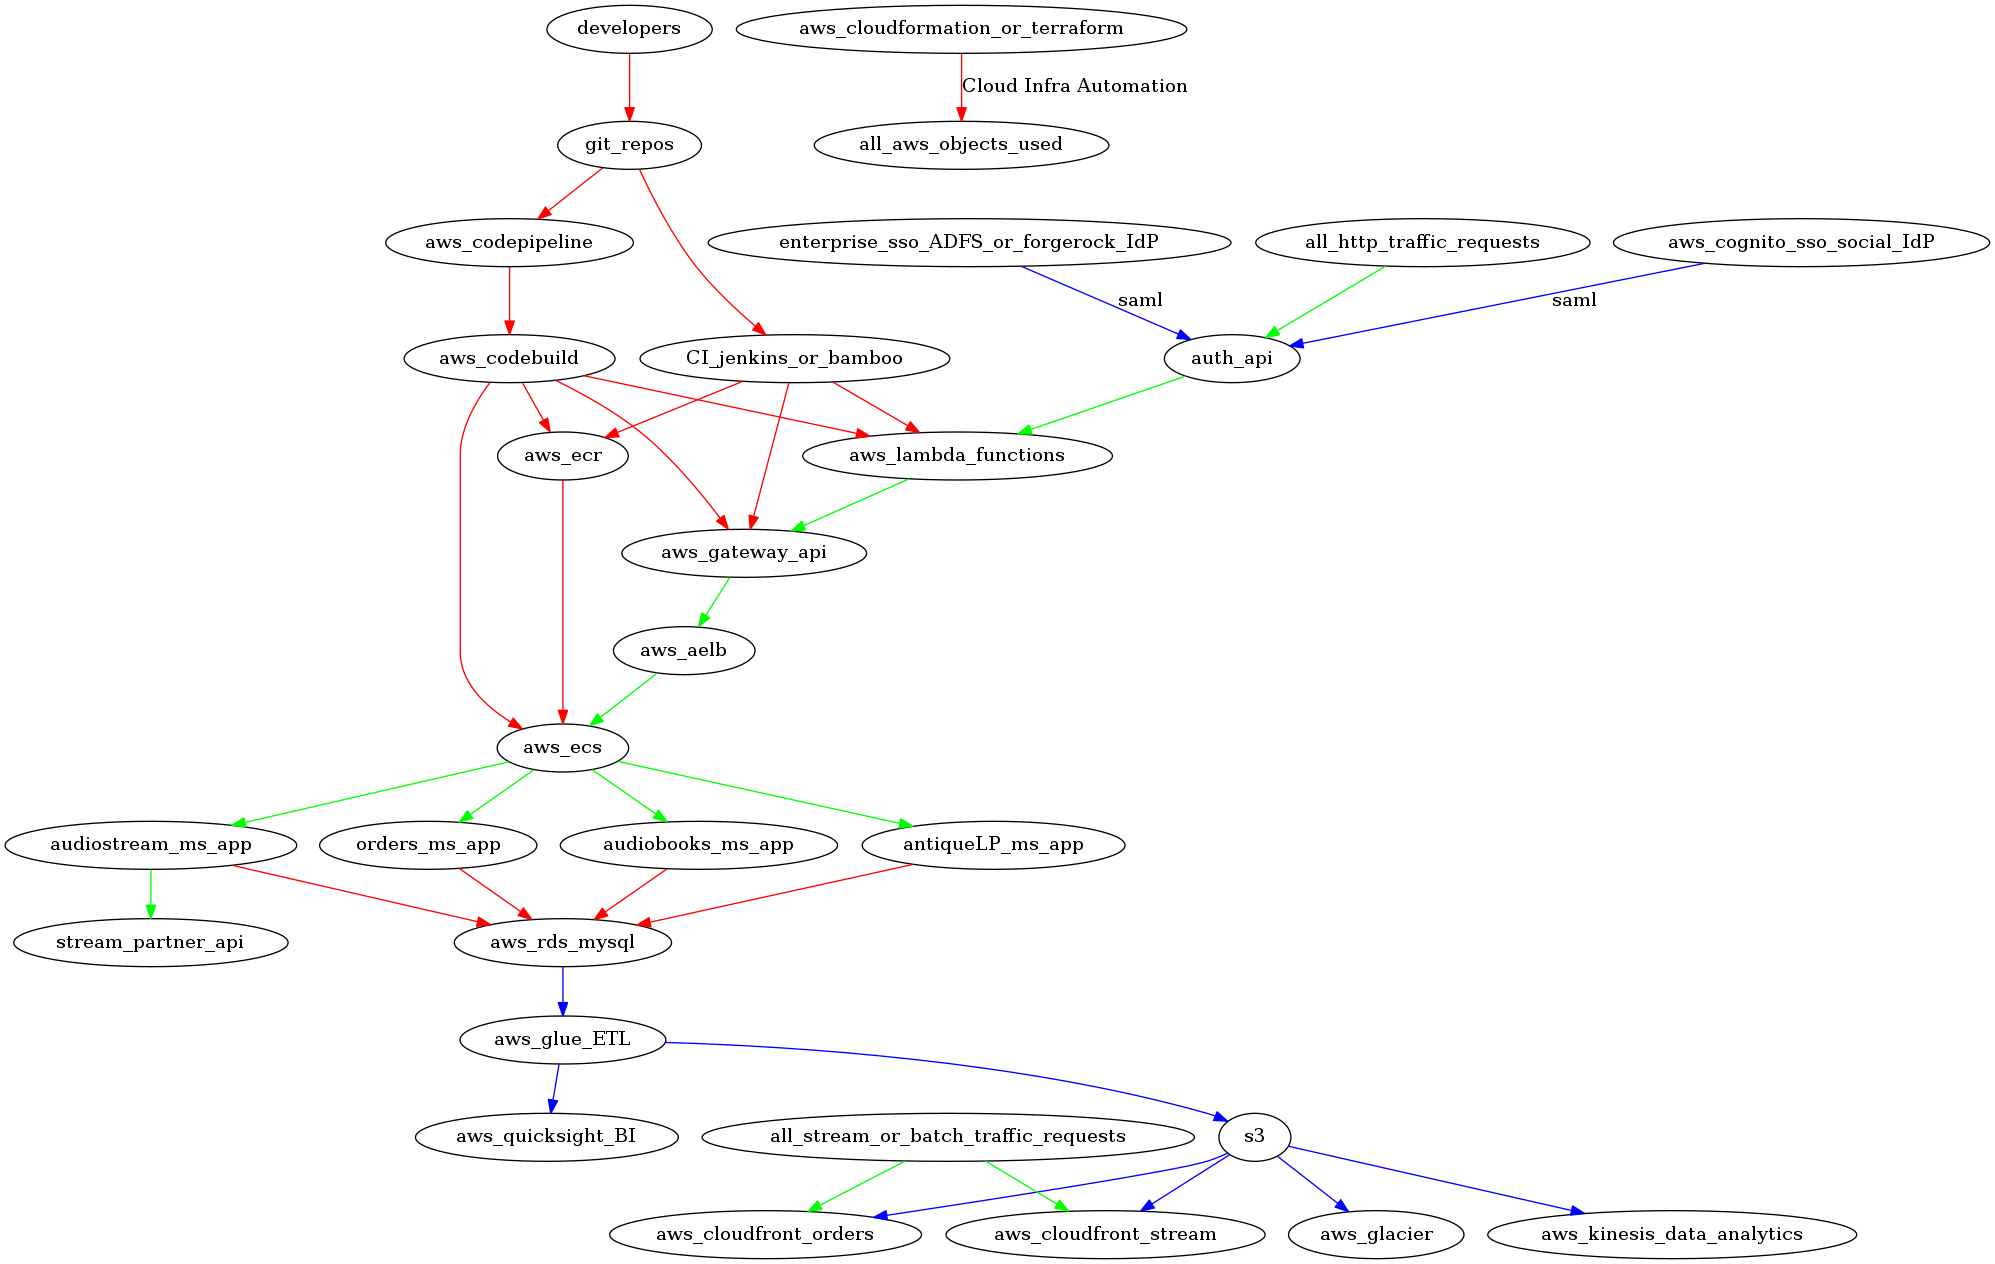 developers
aws_cloudformation_or_terraform
Cloud Infra Automation
git_repos
all_aws_objects_used
aws_codepipeline
enterprise_sso_ADFS_or_forgerock_IdP
all_http_traffic_requests
aws_cognito_sso_social_IdP
saml
saml
aws_codebuild
CI_jenkins_or_bamboo
auth_api
aws_ecr
aws_lambda_functions
aws_gateway_api
aws_aelb
aws_ecs
audiostream_ms_app
orders_ms_app
audiobooks_ms_app
antiqueLP_ms_app
stream_partner_api
aws_rds_mysql
aws_glue_ETL
aws_quicksight_BI
all_stream_or_batch_traffic_requests
s3
aws_cloudfront_orders
aws_cloudfront_stream
aws_glacier
aws_kinesis_data_analytics